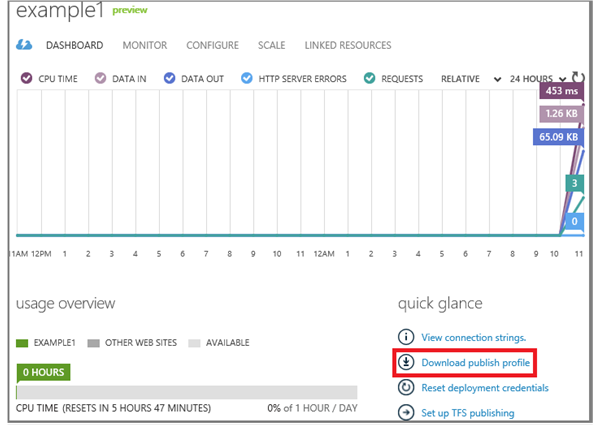 example1 preview
DASHBOARD MONITOR CONFIGURE SCALE LINKED RESOURCES
CPU TIME DATA IN DATA OUT HTTP SERVER ERRORS REQUESTS RELATIVE 24 HOURS
453 ms
1.26 KB
65.09 KB
3
0
11AM 12PM 1 2 3 4 5 6 7 8 9 10 11 12AM 1 2 3 4 5 6 7 8 9 10 11
usage overview
EXAMPLE1 OTHER WEB SITES AVAILABLE
0 HOURS
CPU TIME (RESETS IN 5 HOURS 47 MINUTES) 0% of 1 HOUR / DAY
quick glance
View connection strings.
Download publish profile
Reset deployment credentials
Set up TFS publishing